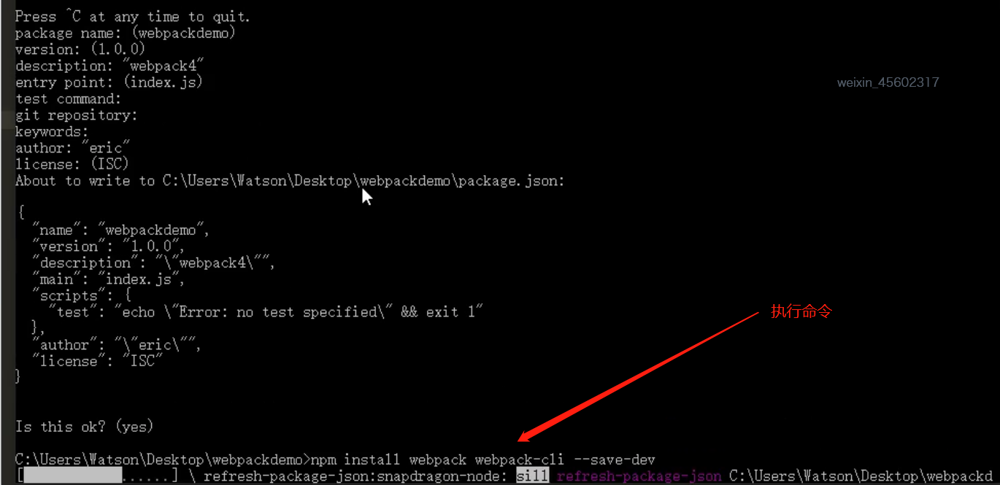 Press ^C at any time to quit.
package name: (webpackdemo)
version: (1.0.0)
description: "webpack4"
entry point: (index.js)
weixin_45602317
test command:
git repository:
keywords:
author: "eric"
license: (ISC)
About to write to C:\Users\Watson\Desktop\webpackdemo\package.json:
{
"name": "webpackdemo",
"version": "1.0.0",
"description": "\"webpack4\"",
"main": "index.js",
"scripts": {
"test": "echo \"Error: no test specified\" && exit 1"
},
"author": "\"eric\"",
"license": "ISC"
}
执行命令
Is this ok? (yes)
C:\Users\Watson\Desktop\webpackdemo>npm install webpack webpack-cli --save-dev
[ ......] \ refresh-package-json:snapdragon-node: sill refresh-package-json C:\Users\Watson\Desktop\webpackd